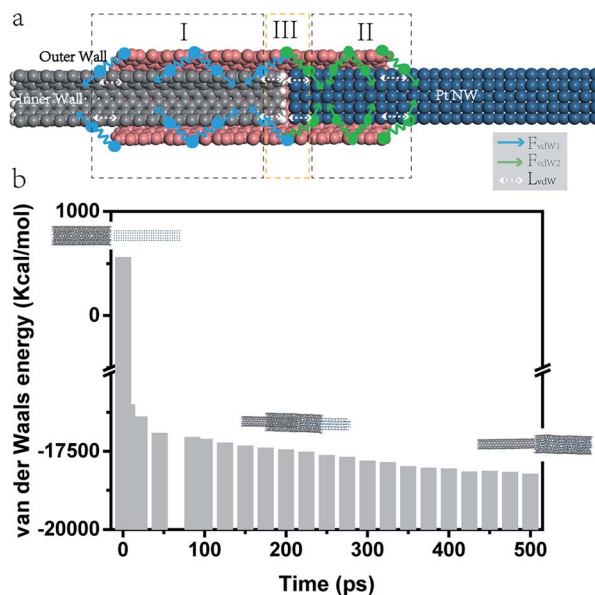 a
I
III
II
Outer Wall
Inner Wall
Pt NW
FvdW1
FvdW2
LvdW
b
van der Waals energy (Kcal/mol)
1000
0
-17500
-20000
0
100
200
300
400
500
Time (ps)